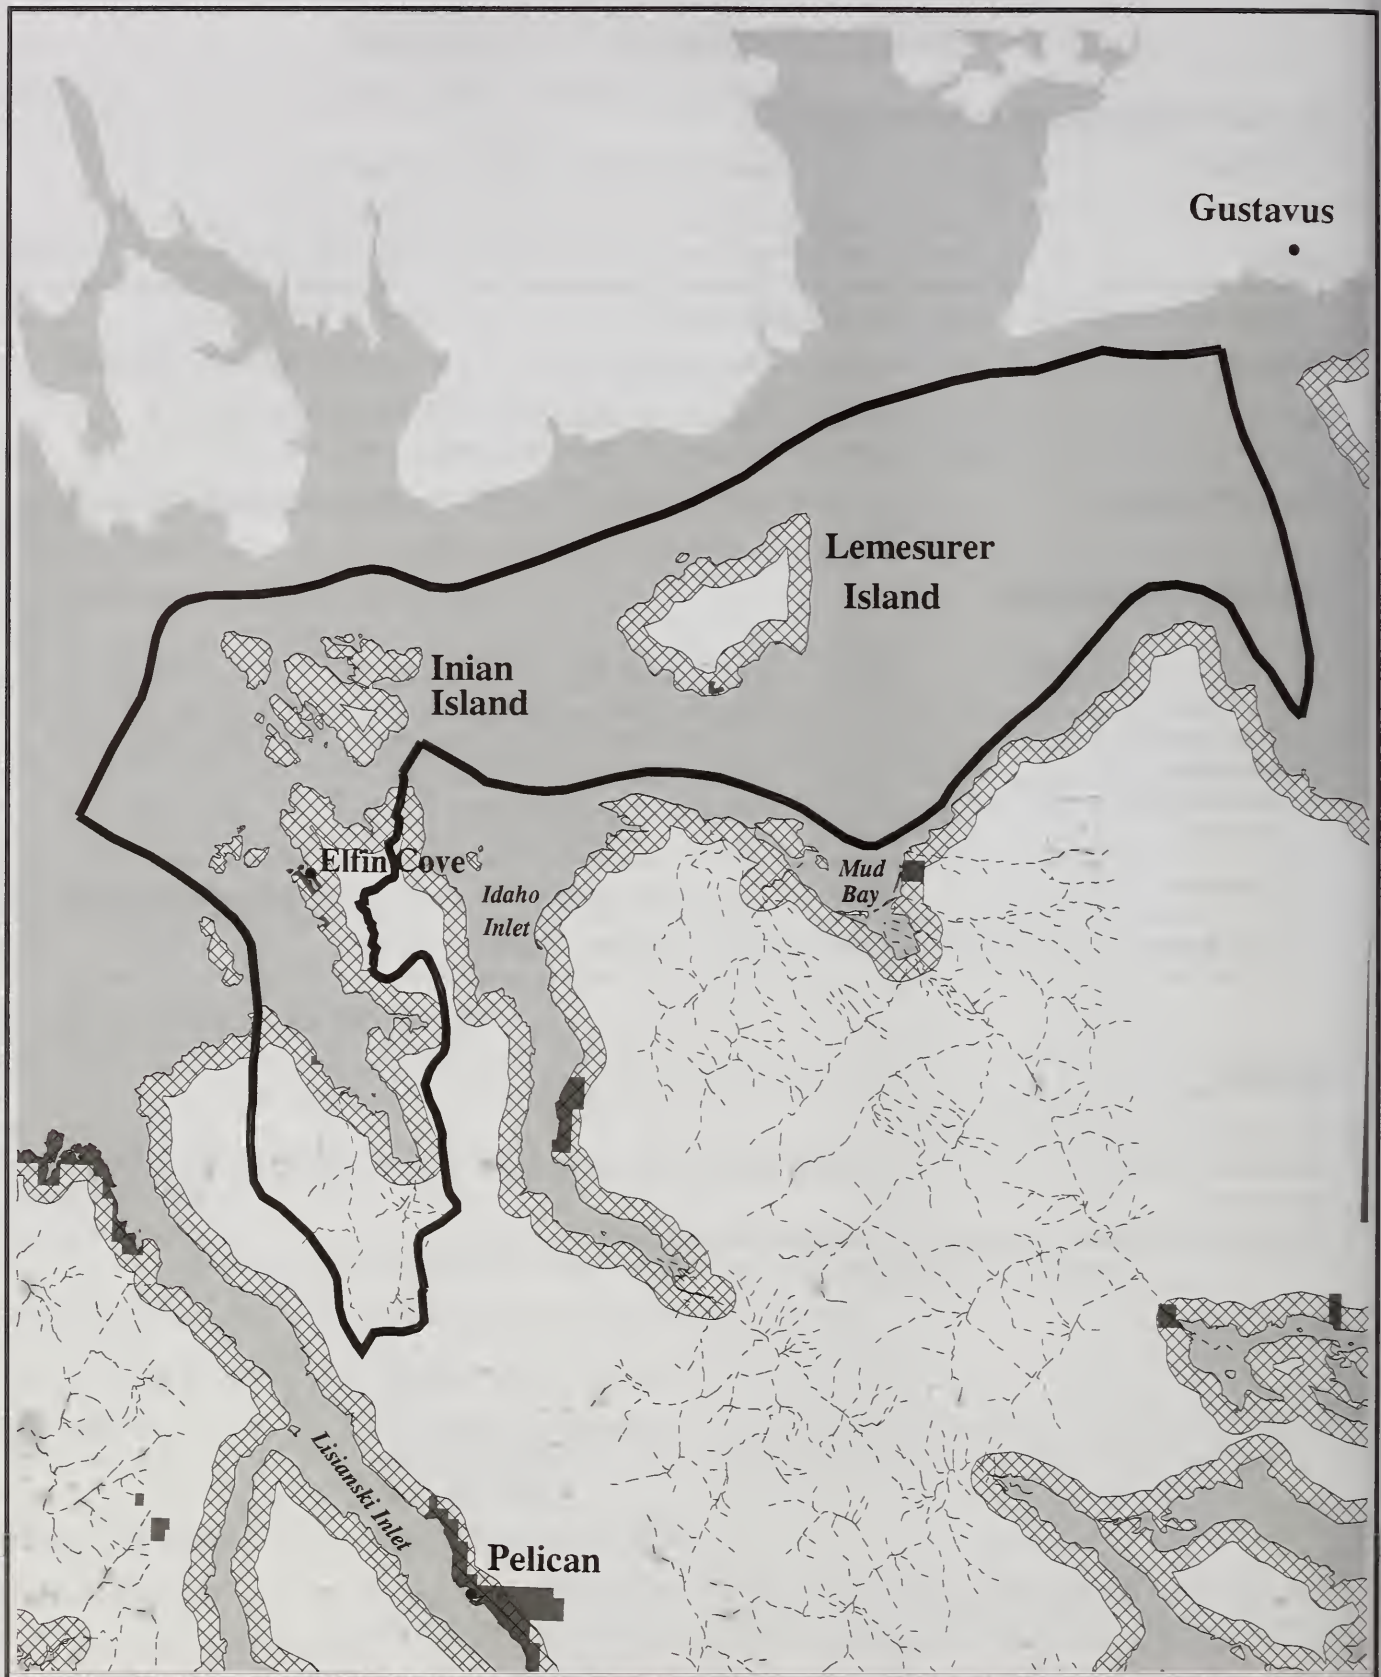 Gustavus
Lemesurer
Island
Inian
Island
Elfin Cove
Idaho
Inlet
Mud
Bay
Lisianski Inlet
Pelican